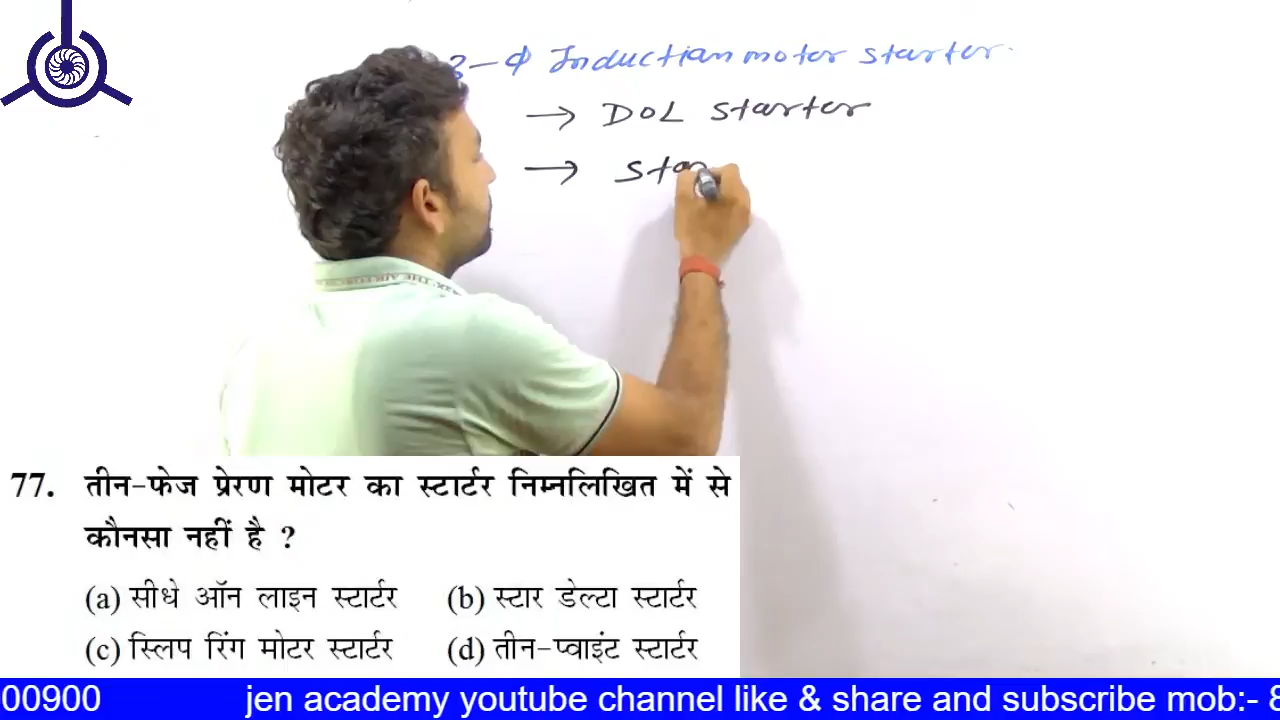 3-φ Induction motor starter.
→ DOL starter
→ sta
77. तीन-फेज प्रेरण मोटर का स्टार्टर निम्नलिखित में से
कौनसा नहीं है ?
(a) सीधे ऑन लाइन स्टार्टर (b) स्टार डेल्टा स्टार्टर
(c) स्लिप रिंग मोटर स्टार्टर (d) तीन-प्वाइंट स्टार्टर
00900 jen academy youtube channel like & share and subscribe mob:- 8